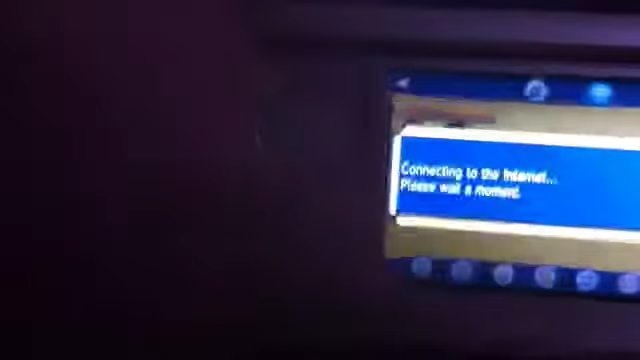 Connecting to the Internet...
Please wait a moment.